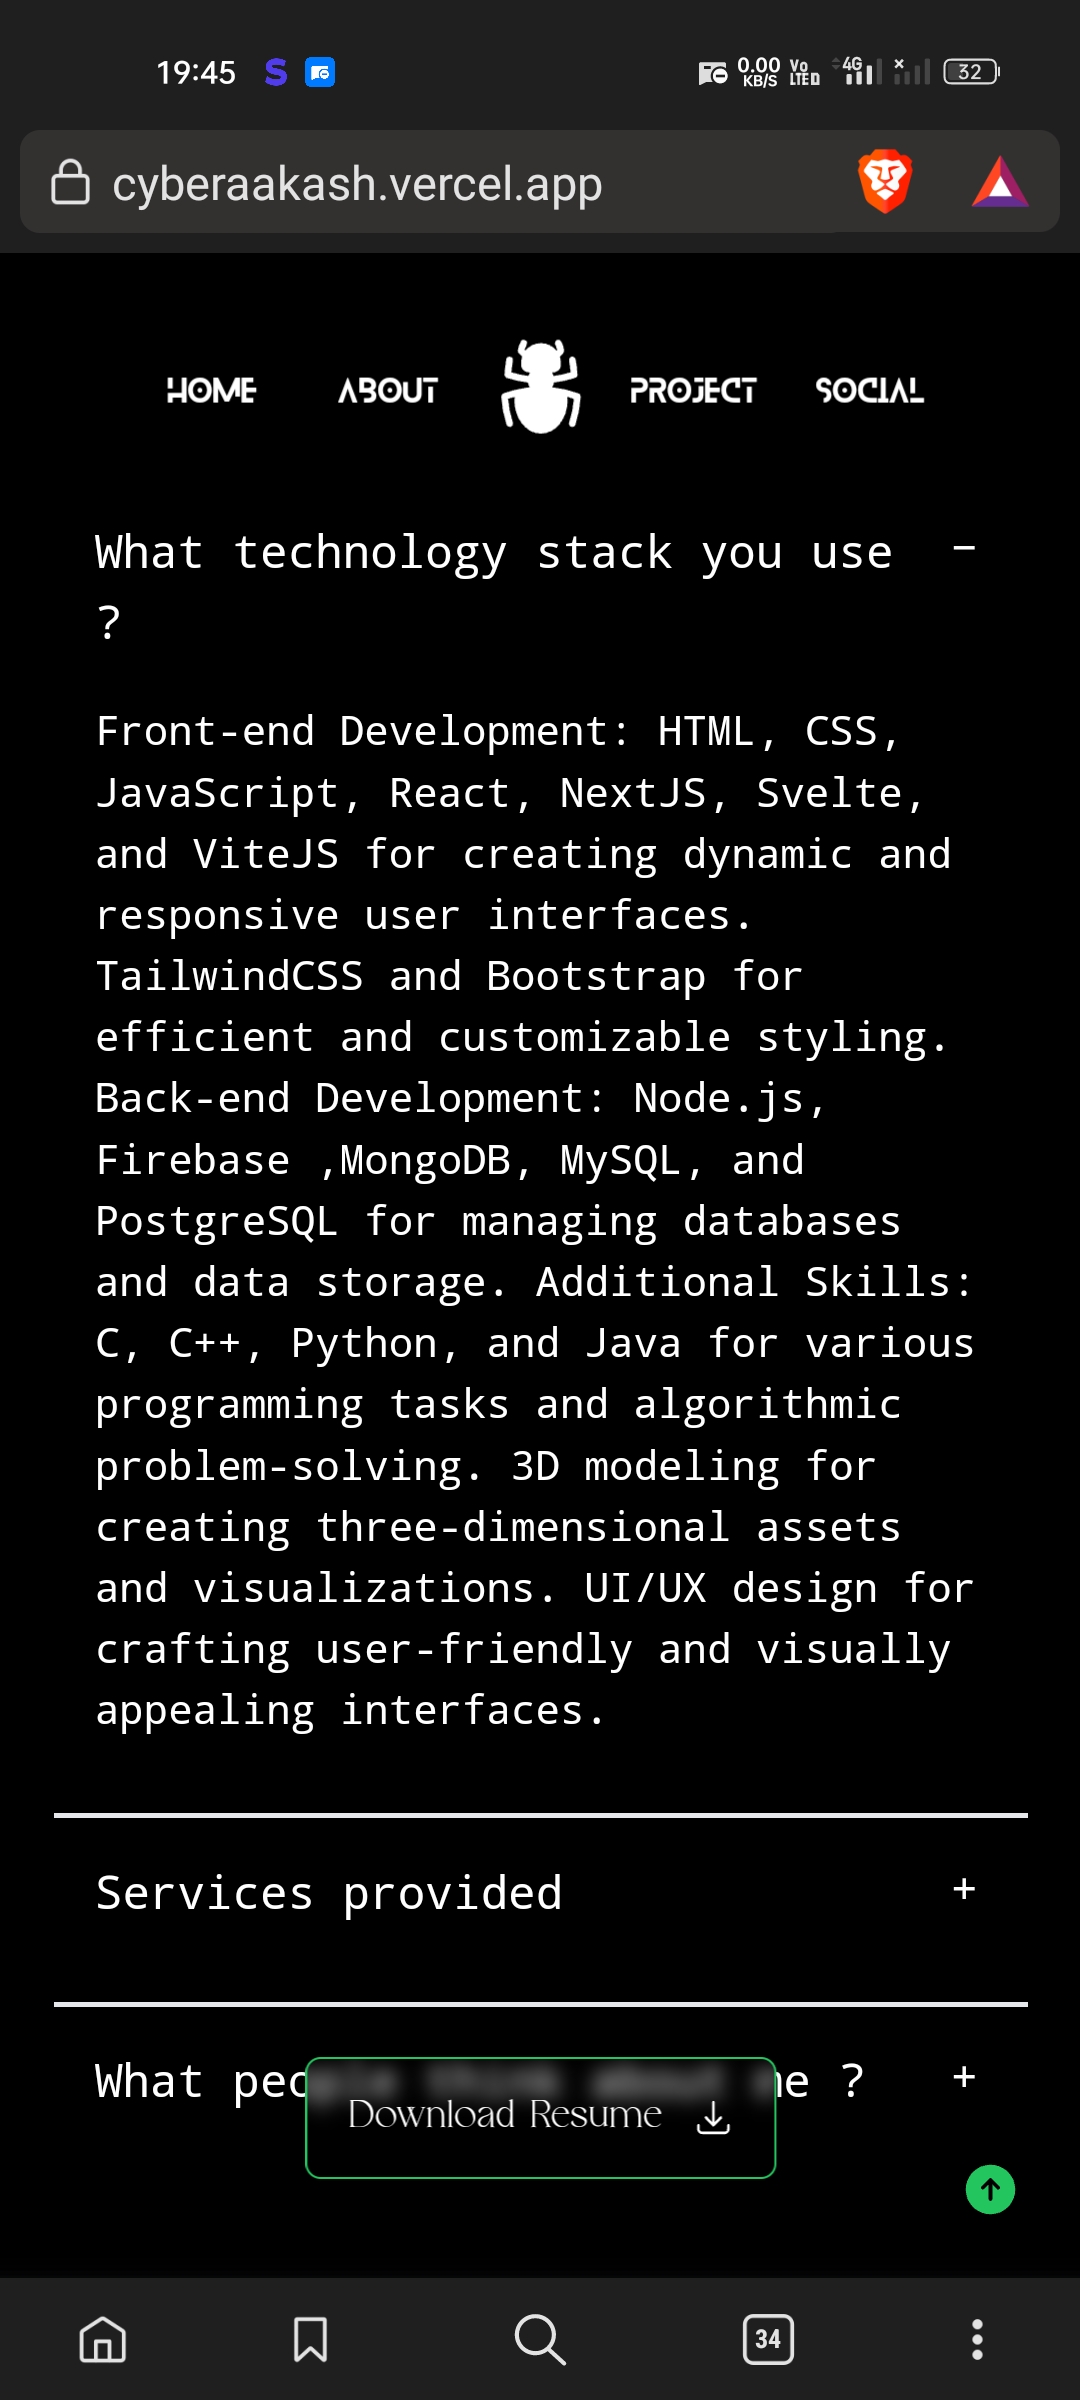 19:45
0.00 KB/S
Vo LTE
4G
32
cyberaakash.vercel.app
HOME ABOUT PROJECT SOCIAL
What technology stack you use
?
−
Front-end Development: HTML, CSS,
JavaScript, React, NextJS, Svelte,
and ViteJS for creating dynamic and
responsive user interfaces.
TailwindCSS and Bootstrap for
efficient and customizable styling.
Back-end Development: Node.js,
Firebase ,MongoDB, MySQL, and
PostgreSQL for managing databases
and data storage. Additional Skills:
C, C++, Python, and Java for various
programming tasks and algorithmic
problem-solving. 3D modeling for
creating three-dimensional assets
and visualizations. UI/UX design for
crafting user-friendly and visually
appealing interfaces.
Services provided +
What people think about me ? +
Download Resume
34